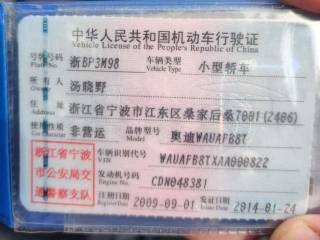 中华人民共和国机动车行驶证
Vehicle License of the People's Republic of China
号牌号码 浙BP3M98 车辆类型 小型轿车
Plate No. Vehicle Type
所有人 汤晓野
Owner
住址 浙江省宁波市江东区桑家后桑7001(2406)
Address
使用性质 非营运 品牌型号 奥迪WAUAFB8T
Use Character Model
浙江省宁波市公安局交通警察支队
车辆识别代号 WAUAFB8TXAA000822
VIN
发动机号码 CDN048381
Engine No.
注册日期 2009-09-01 发证日期 2014-01-24
Register Date Issue Date